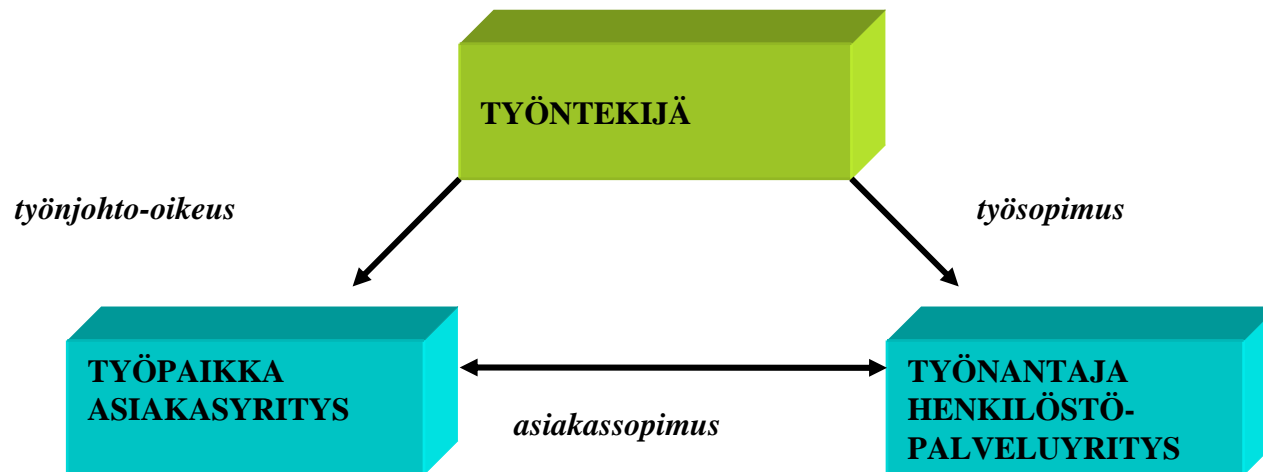 TYÖNTEKIJÄ
työnjohto-oikeus
työsopimus
TYÖPAIKKA
ASIAKASYRITYS
asiakassopimus
TYÖNANTAJA
HENKILÖSTÖ-
PALVELUYRITYS